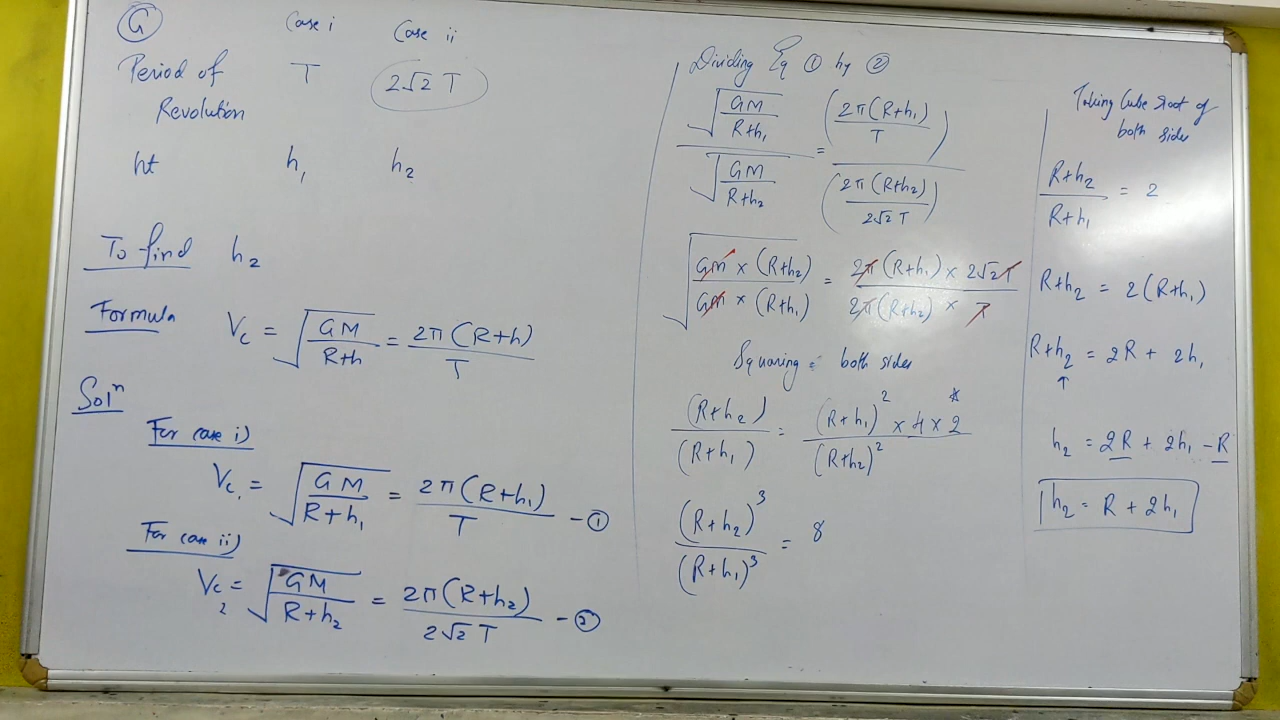 G
Case i Case ii
Period of Revolution T 2√2 T
ht h₁ h₂
To find h₂
Formula V_c = √(GM/(R+h)) = 2π(R+h)/T
Solⁿ
For case i)
V_c₁ = √(GM/(R+h₁)) = 2π(R+h₁)/T – ①
For case ii)
V_c₂ = √(GM/(R+h₂)) = 2π(R+h₂)/(2√2 T) – ②
Dividing Eq ① by ②
√(GM/(R+h₁)) / √(GM/(R+h₂)) = (2π(R+h₁)/T) / (2π(R+h₂)/(2√2 T))
√((GM × (R+h₂))/(GM × (R+h₁))) = (2π(R+h₁) × 2√2 T)/(2π(R+h₂) × T)
Squaring = both sides
(R+h₂)/(R+h₁) = ((R+h₁)² × 4 × 2)/(R+h₂)²
(R+h₂)³/(R+h₁)³ = 8
Taking Cube root of
both sides
(R+h₂)/(R+h₁) = 2
R+h₂ = 2(R+h₁)
R+h₂ = 2R + 2h₁
↑
h₂ = 2R + 2h₁ – R
h₂ = R + 2h₁